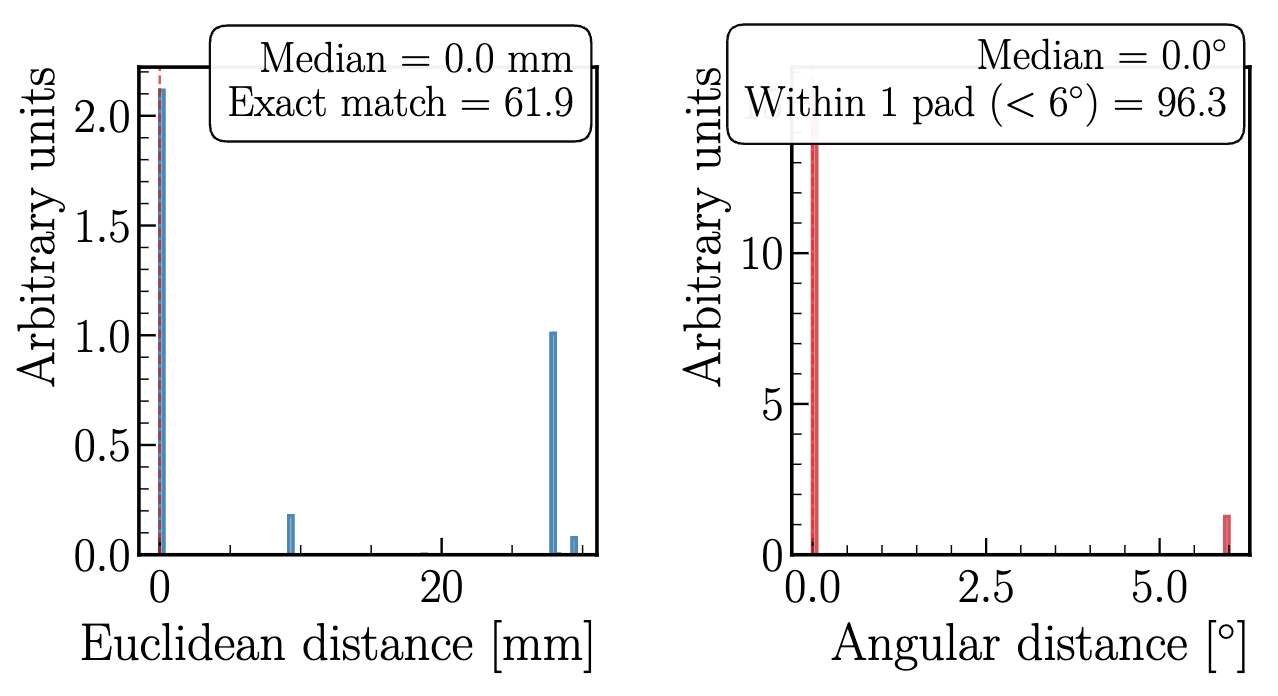 Median = 0.0 mm
Exact match = 61.9
Arbitrary units
2.0
1.5
1.0
0.5
0.0
0
20
Euclidean distance [mm]
Median = 0.0°
Within 1 pad (< 6°) = 96.3
Arbitrary units
10
5
0
0.0
2.5
5.0
Angular distance [°]